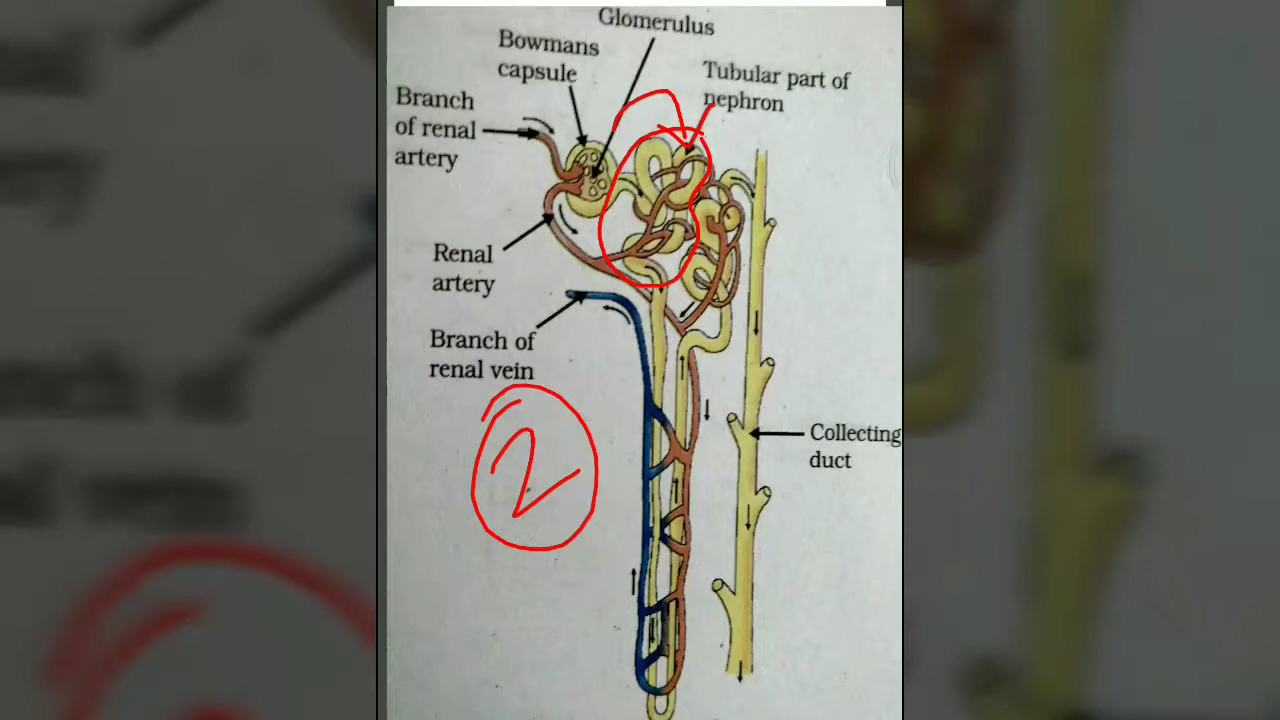 Glomerulus
Bowmans
capsule
Tubular part of
nephron
Branch
of renal
artery
Renal
artery
Branch of
renal vein
2
Collecting
duct